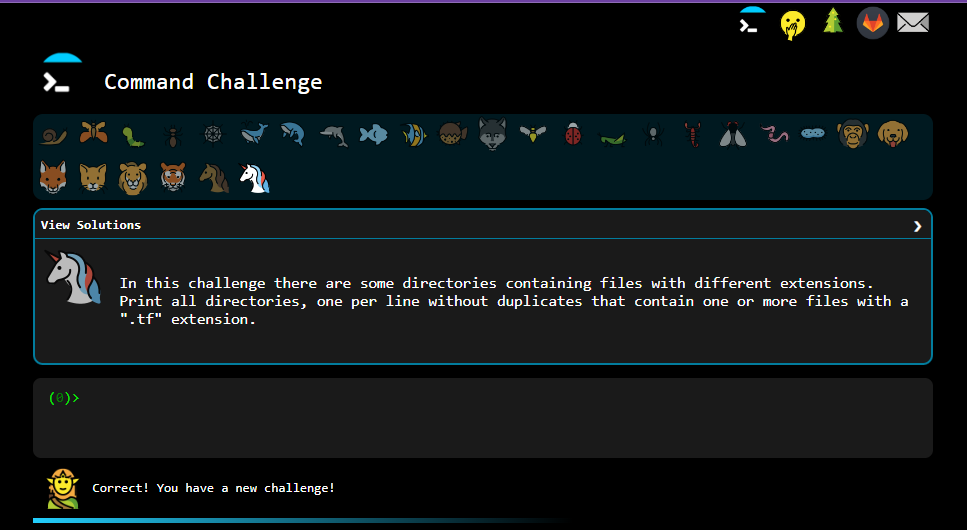 Command Challenge
View Solutions
In this challenge there are some directories containing files with different extensions.
Print all directories, one per line without duplicates that contain one or more files with a
".tf" extension.
(0)>
Correct! You have a new challenge!